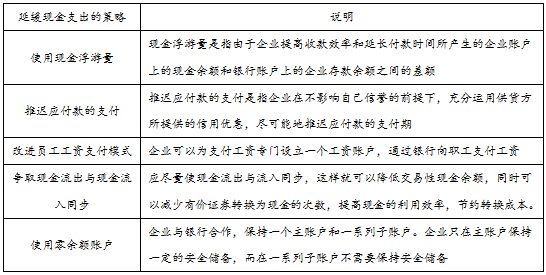 延缓现金支出的策略
说明
使用现金浮游量
现金浮游量是指由于企业提高收款效率和延长付款时间所产生的企业账户
上的现金余额和银行账户上的企业存款余额之间的差额
推迟应付款的支付
推迟应付款的支付是指企业在不影响自己信誉的前提下，充分运用供货方
所提供的信用优惠，尽可能地推迟应付款的支付期
改进员工工资支付模式
企业可以为支付工资专门设立一个工资账户，通过银行向职工支付工资
争取现金流出与现金流
入同步
应尽量使现金流出与流入同步，这样就可以降低交易性现金余额，同时可
以减少有价证券转换为现金的次数，提高现金的利用效率，节约转换成本。
使用零余额账户
企业与银行合作，保持一个主账户和一系列子账户。企业只在主账户保持
一定的安全储备，而在一系列子账户不需要保持安全储备